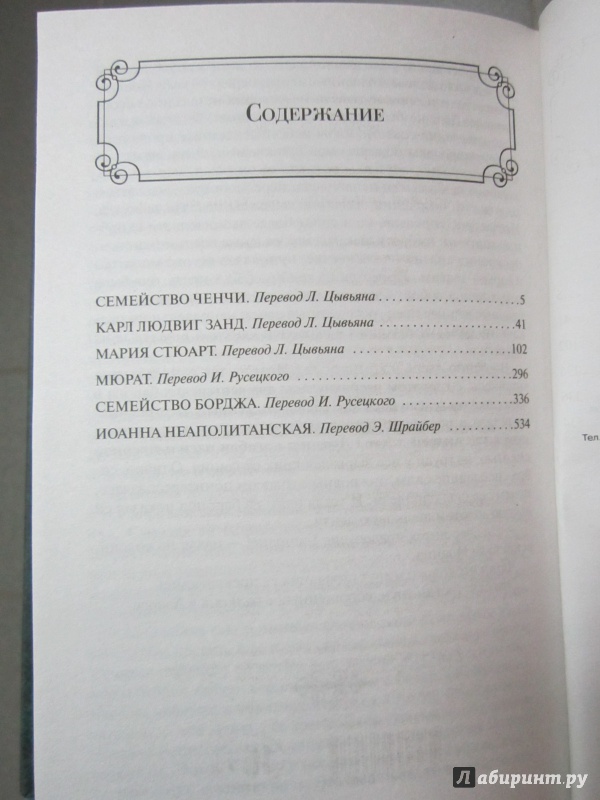 СОДЕРЖАНИЕ
СЕМЕЙСТВО ЧЕНЧИ. Перевод Л. Цывьяна . . . . . . . . . . . . . . . . . . . . . 5
КАРЛ ЛЮДВИГ ЗАНД. Перевод Л. Цывьяна . . . . . . . . . . . . . . . . . . . . 41
МАРИЯ СТЮАРТ. Перевод Л. Цывьяна . . . . . . . . . . . . . . . . . . . . . . . . 102
МЮРАТ. Перевод И. Русецкого . . . . . . . . . . . . . . . . . . . . . . . . . . . . . . . 296
СЕМЕЙСТВО БОРДЖА. Перевод И. Русецкого . . . . . . . . . . . . . . . . . 336
ИОАННА НЕАПОЛИТАНСКАЯ. Перевод Э. Шрайбер . . . . . . . . . . 534
Тел
Лабиринт.ру